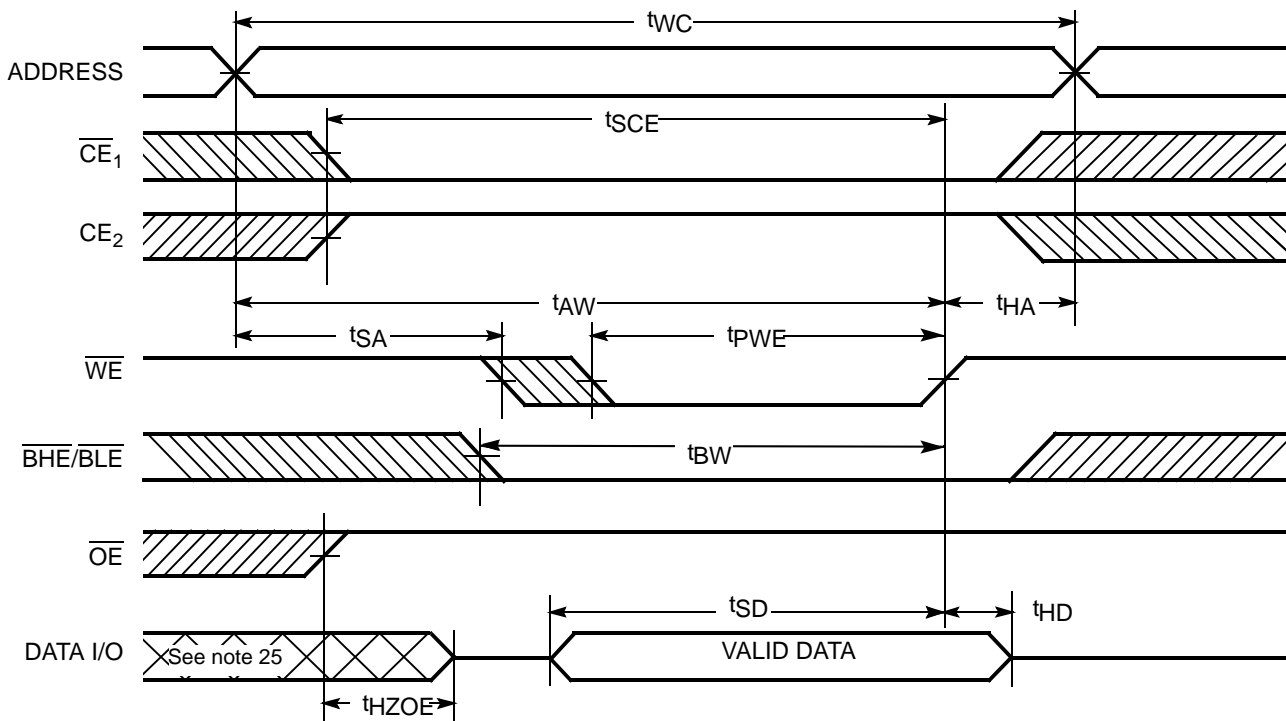 tWC
ADDRESS
tSCE
CE1
CE2
tAW
tHA
tSA
tPWE
WE
BHE/BLE
tBW
OE
tSD
tHD
DATA I/O
See note 25
VALID DATA
tHZOE